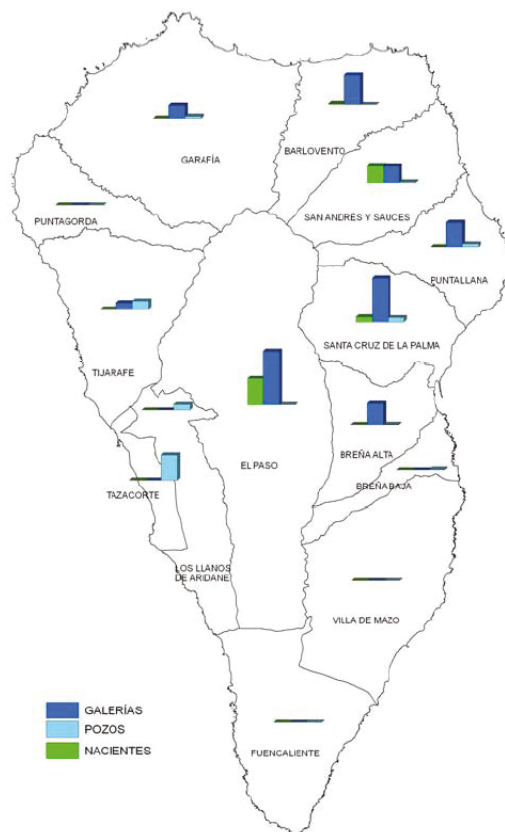 GARAFÍA
BARLOVENTO
SAN ANDRÉS Y SAUCES
PUNTAGORDA
PUNTALLANA
SANTA CRUZ DE LA PALMA
TIJARAFE
EL PASO
BREÑA ALTA
BREÑA BAJA
TAZACORTE
LOS LLANOS
DE ARIDANE
VILLA DE MAZO
FUENCALIENTE
GALERÍAS
POZOS
NACIENTES